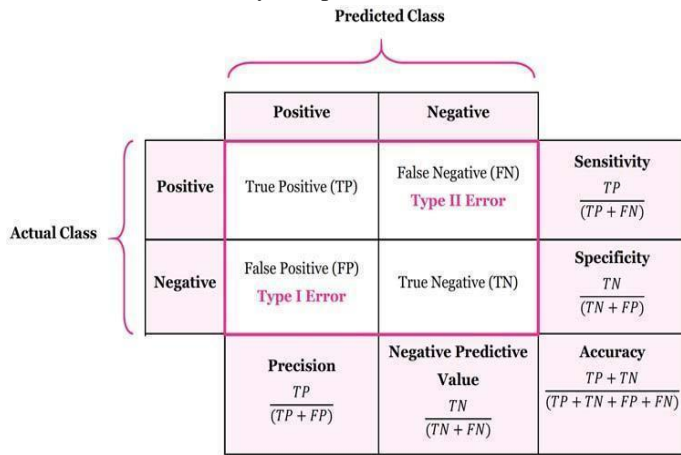 Predicted Class
Positive
Negative
Actual Class
Positive
True Positive (TP)
False Negative (FN)
Type II Error
Sensitivity
TP
(TP + FN)
Negative
False Positive (FP)
Type I Error
True Negative (TN)
Specificity
TN
(TN + FP)
Precision
TP
(TP + FP)
Negative Predictive
Value
TN
(TN + FN)
Accuracy
TP + TN
(TP + TN + FP + FN)